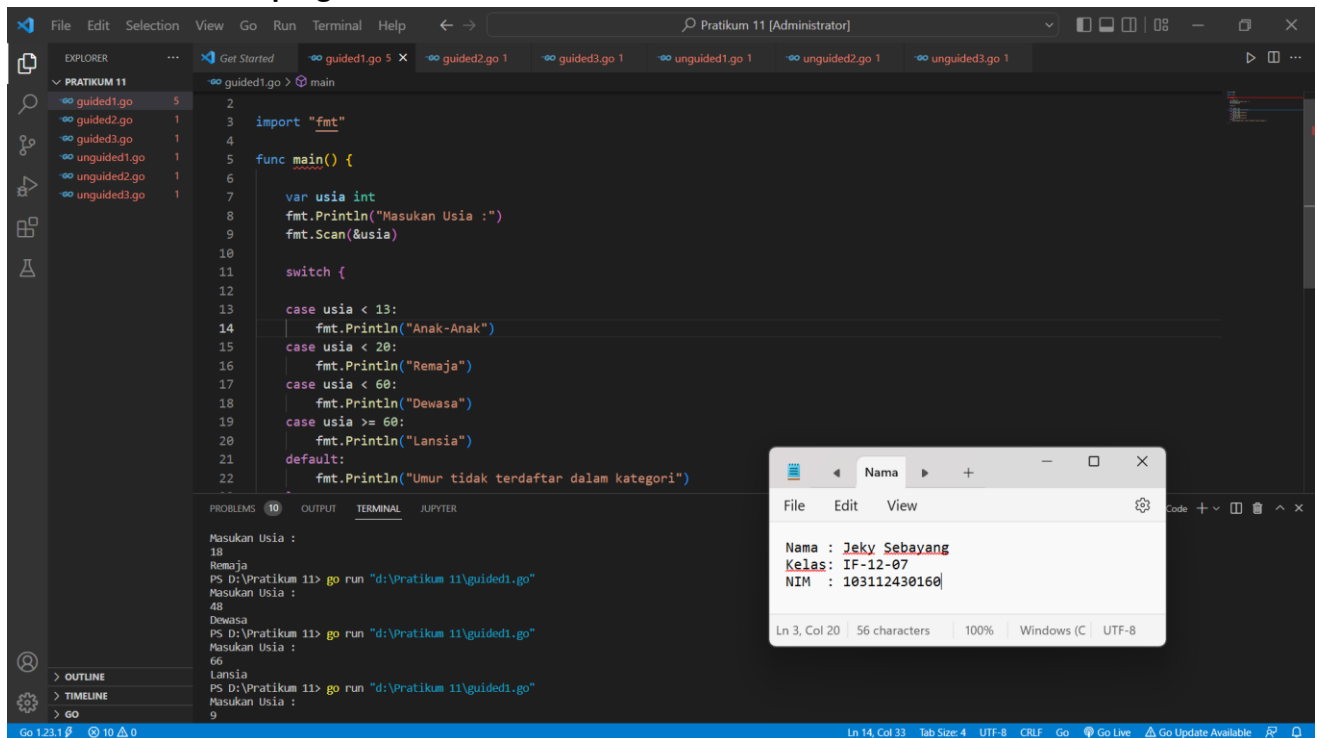 File Edit Selection View Go Run Terminal Help
Pratikum 11 [Administrator]
EXPLORER
Get Started
guided1.go 5
guided2.go 1
guided3.go 1
unguided1.go 1
unguided2.go 1
unguided3.go 1
PRATIKUM 11
guided1.go > main
guided1.go 5
guided2.go 1
guided3.go 1
unguided1.go 1
unguided2.go 1
unguided3.go 1
2
3 import "fmt"
4
5 func main() {
6
7 var usia int
8 fmt.Println("Masukan Usia :")
9 fmt.Scan(&usia)
10
11 switch {
12
13 case usia < 13:
14 fmt.Println("Anak-Anak")
15 case usia < 20:
16 fmt.Println("Remaja")
17 case usia < 60:
18 fmt.Println("Dewasa")
19 case usia >= 60:
20 fmt.Println("Lansia")
21 default:
22 fmt.Println("Umur tidak terdaftar dalam kategori")
PROBLEMS 10 OUTPUT TERMINAL JUPYTER
Code
Masukan Usia :
18
Remaja
PS D:\Pratikum 11> go run "d:\Pratikum 11\guided1.go"
Masukan Usia :
48
Dewasa
PS D:\Pratikum 11> go run "d:\Pratikum 11\guided1.go"
Masukan Usia :
66
Lansia
PS D:\Pratikum 11> go run "d:\Pratikum 11\guided1.go"
Masukan Usia :
9
Nama
File Edit View
Nama : Jeky Sebayang
Kelas: IF-12-07
NIM : 103112430160
Ln 3, Col 20 56 characters 100% Windows (C UTF-8
OUTLINE
TIMELINE
GO
Go 1.23.1 10 0
Ln 14, Col 33 Tab Size: 4 UTF-8 CRLF Go Go Live Go Update Available